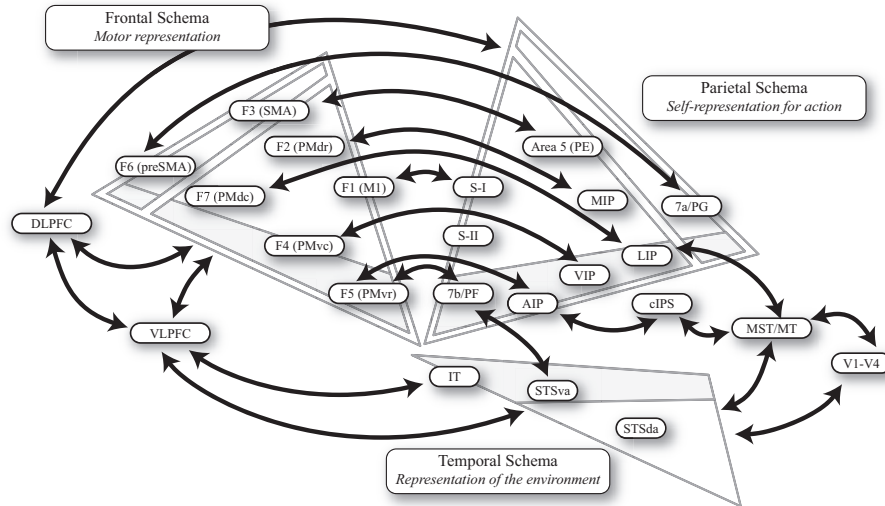 Frontal Schema
Motor representation
Parietal Schema
Self-representation for action
F3 (SMA)
F2 (PMdr)
Area 5 (PE)
F6 (preSMA)
F7 (PMdc)
F1 (M1)
S-I
MIP
7a/PG
DLPFC
F4 (PMvc)
S-II
LIP
VIP
F5 (PMvr)
7b/PF
AIP
cIPS
VLPFC
MST/MT
V1-V4
IT
STSva
STSda
Temporal Schema
Representation of the environment